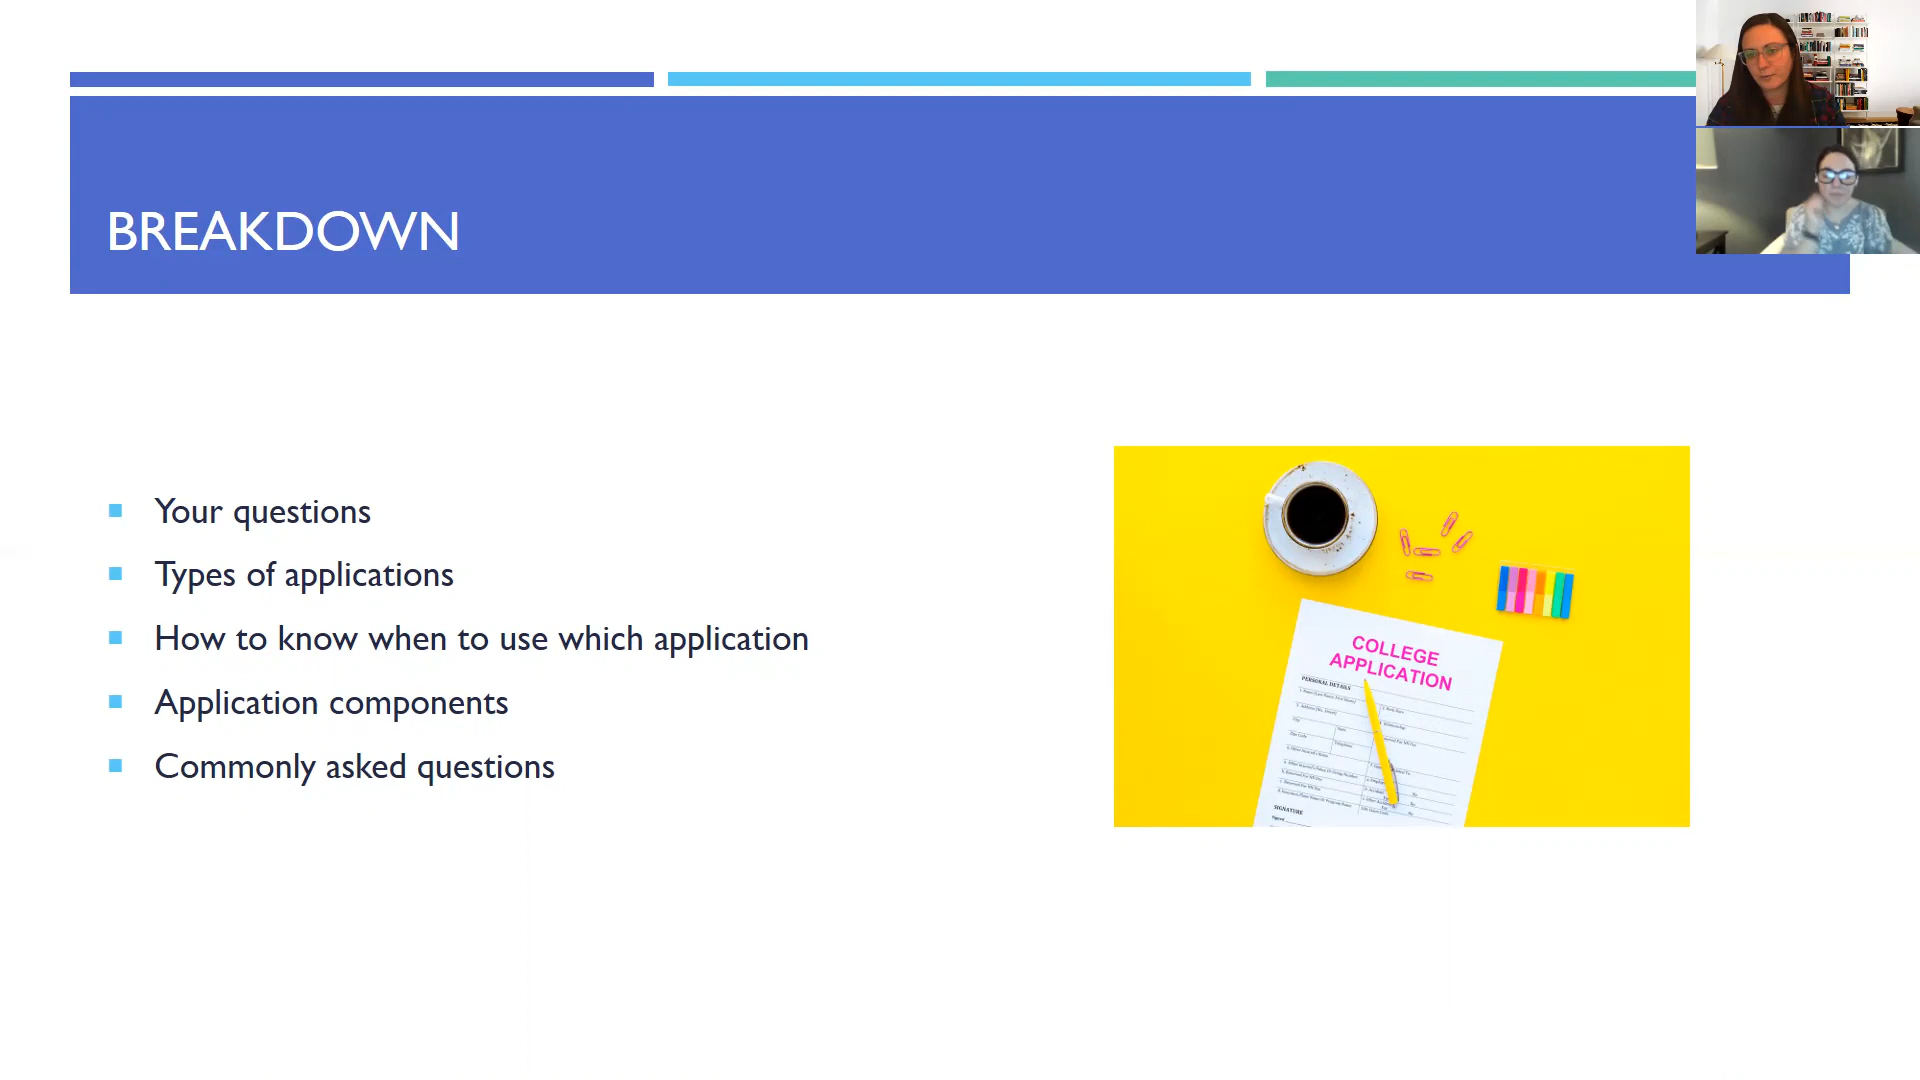 BREAKDOWN
Your questions
Types of applications
How to know when to use which application
Application components
Commonly asked questions
COLLEGE
APPLICATION
PERSONAL DETAILS
SIGNATURE